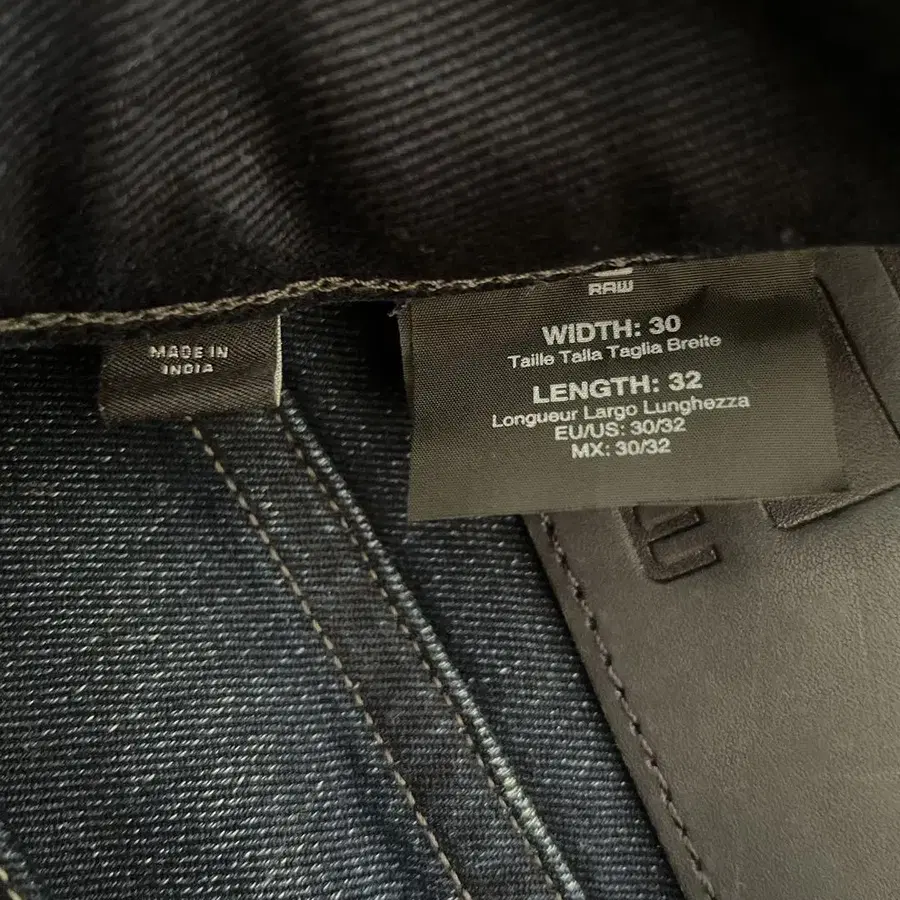 MADE IN
INDIA
RAW
WIDTH: 30
Taille Talla Taglia Breite
LENGTH: 32
Longueur Largo Lunghezza
EU/US: 30/32
MX: 30/32